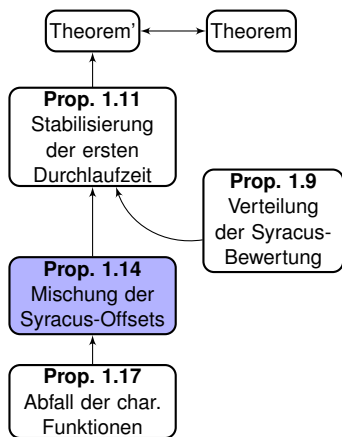 Theorem’
Theorem
Prop. 1.11
Stabilisierung
der ersten
Durchlaufzeit
Prop. 1.9
Verteilung
der Syracus-
Bewertung
Prop. 1.14
Mischung der
Syracus-Offsets
Prop. 1.17
Abfall der char.
Funktionen